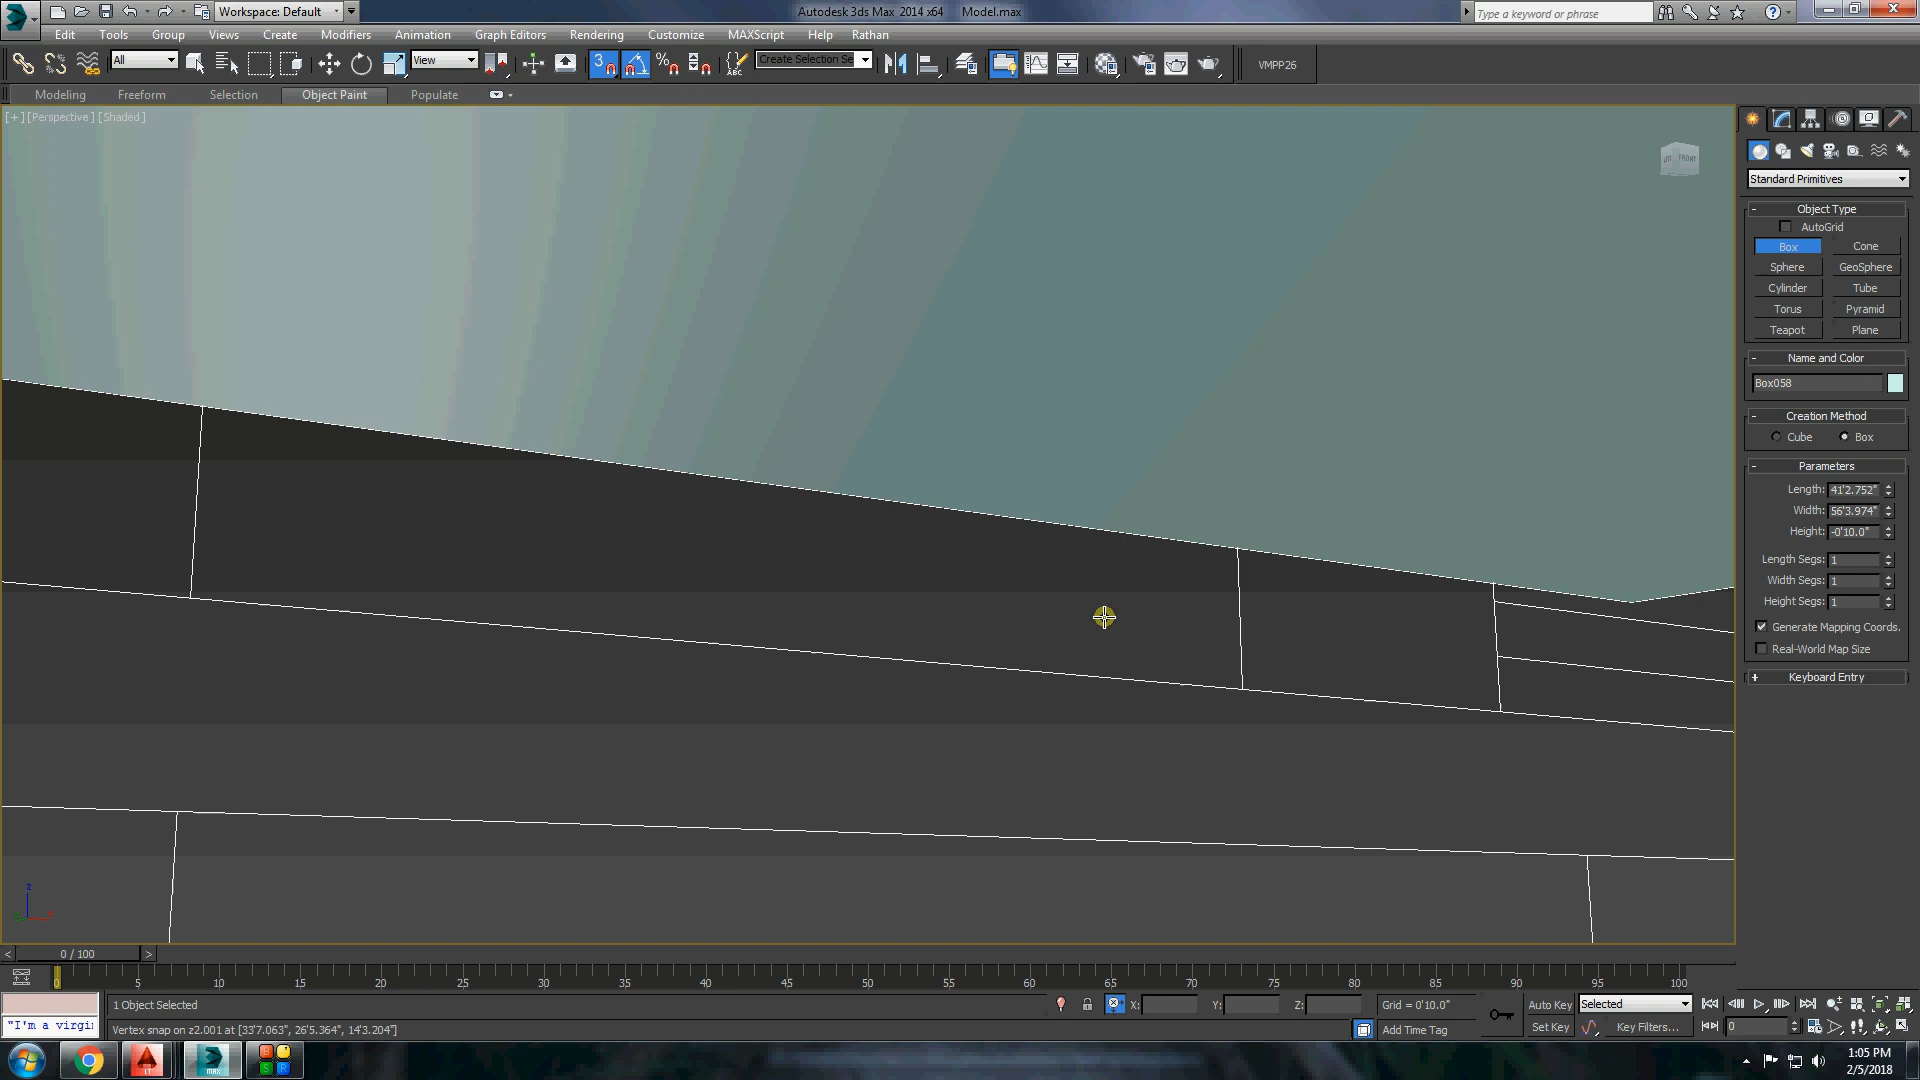 Workspace: Default
Autodesk 3ds Max 2014 x64 Model.max
Type a keyword or phrase
Edit Tools Group Views Create Modifiers Animation Graph Editors Rendering Customize MAXScript Help Rathan
All
View
3
ABC
Create Selection Se
VMPP26
Modeling Freeform Selection Object Paint Populate
[+] [Perspective] [Shaded]
FRONT
Standard Primitives
- Object Type
AutoGrid
Box Cone
Sphere GeoSphere
Cylinder Tube
Torus Pyramid
Teapot Plane
- Name and Color
Box058
- Creation Method
Cube Box
- Parameters
Length: 41'2.752"
Width: 56'3.974"
Height: -0'10.0"
Length Segs: 1
Width Segs: 1
Height Segs: 1
Generate Mapping Coords.
Real-World Map Size
+ Keyboard Entry
z
< 0 / 100 >
0 5 10 15 20 25 30 35 40 45 50 55 60 65 70 75 80 85 90 95 100
1 Object Selected
X: Y: Z:
Grid = 0'10.0"
Auto Key Selected
"I'm a virgi
Vertex snap on z2.001 at [33'7.063", 26'5.364", 14'3.204"]
Add Time Tag
Set Key Key Filters...
0
LT
MAX
B
S R
1:05 PM
2/5/2018